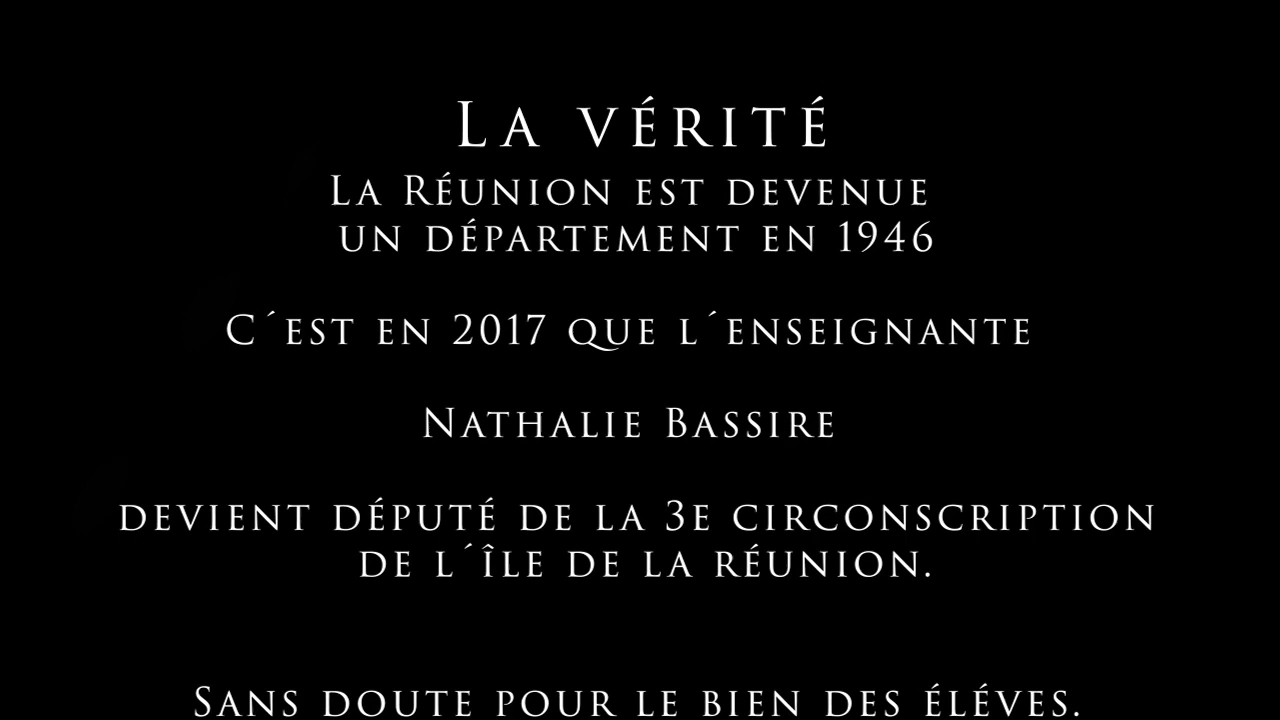 La vérité
La Réunion est devenue
un département en 1946
C´est en 2017 que l´enseignante
Nathalie Bassire
devient député de la 3e circonscription
de l´île de la réunion.
Sans doute pour le bien des éléves.